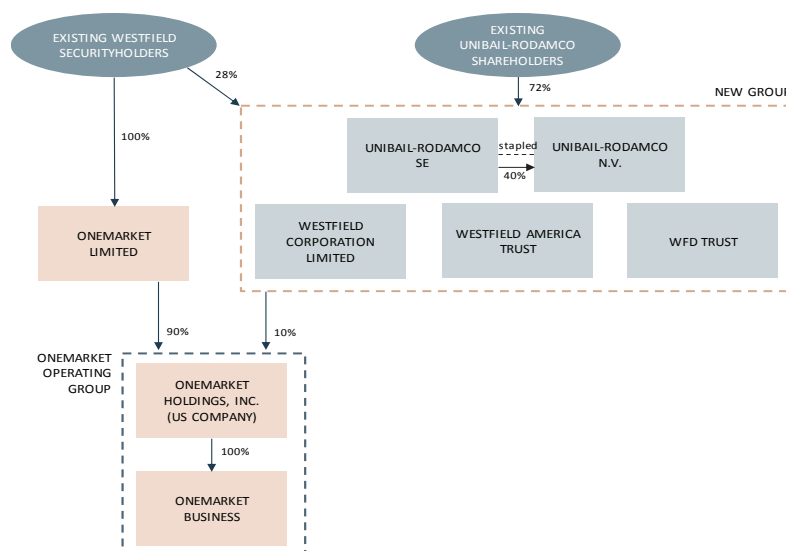 EXISTING WESTFIELD
SECURITYHOLDERS
EXISTING
UNIBAIL-RODAMCO
SHAREHOLDERS
28%
72%
NEW GROUP
100%
UNIBAIL-RODAMCO
SE
stapled
40%
UNIBAIL-RODAMCO
N.V.
ONEMARKET
LIMITED
WESTFIELD
CORPORATION
LIMITED
WESTFIELD AMERICA
TRUST
WFD TRUST
90%
10%
ONEMARKET
OPERATING
GROUP
ONEMARKET
HOLDINGS, INC.
(US COMPANY)
100%
ONEMARKET
BUSINESS